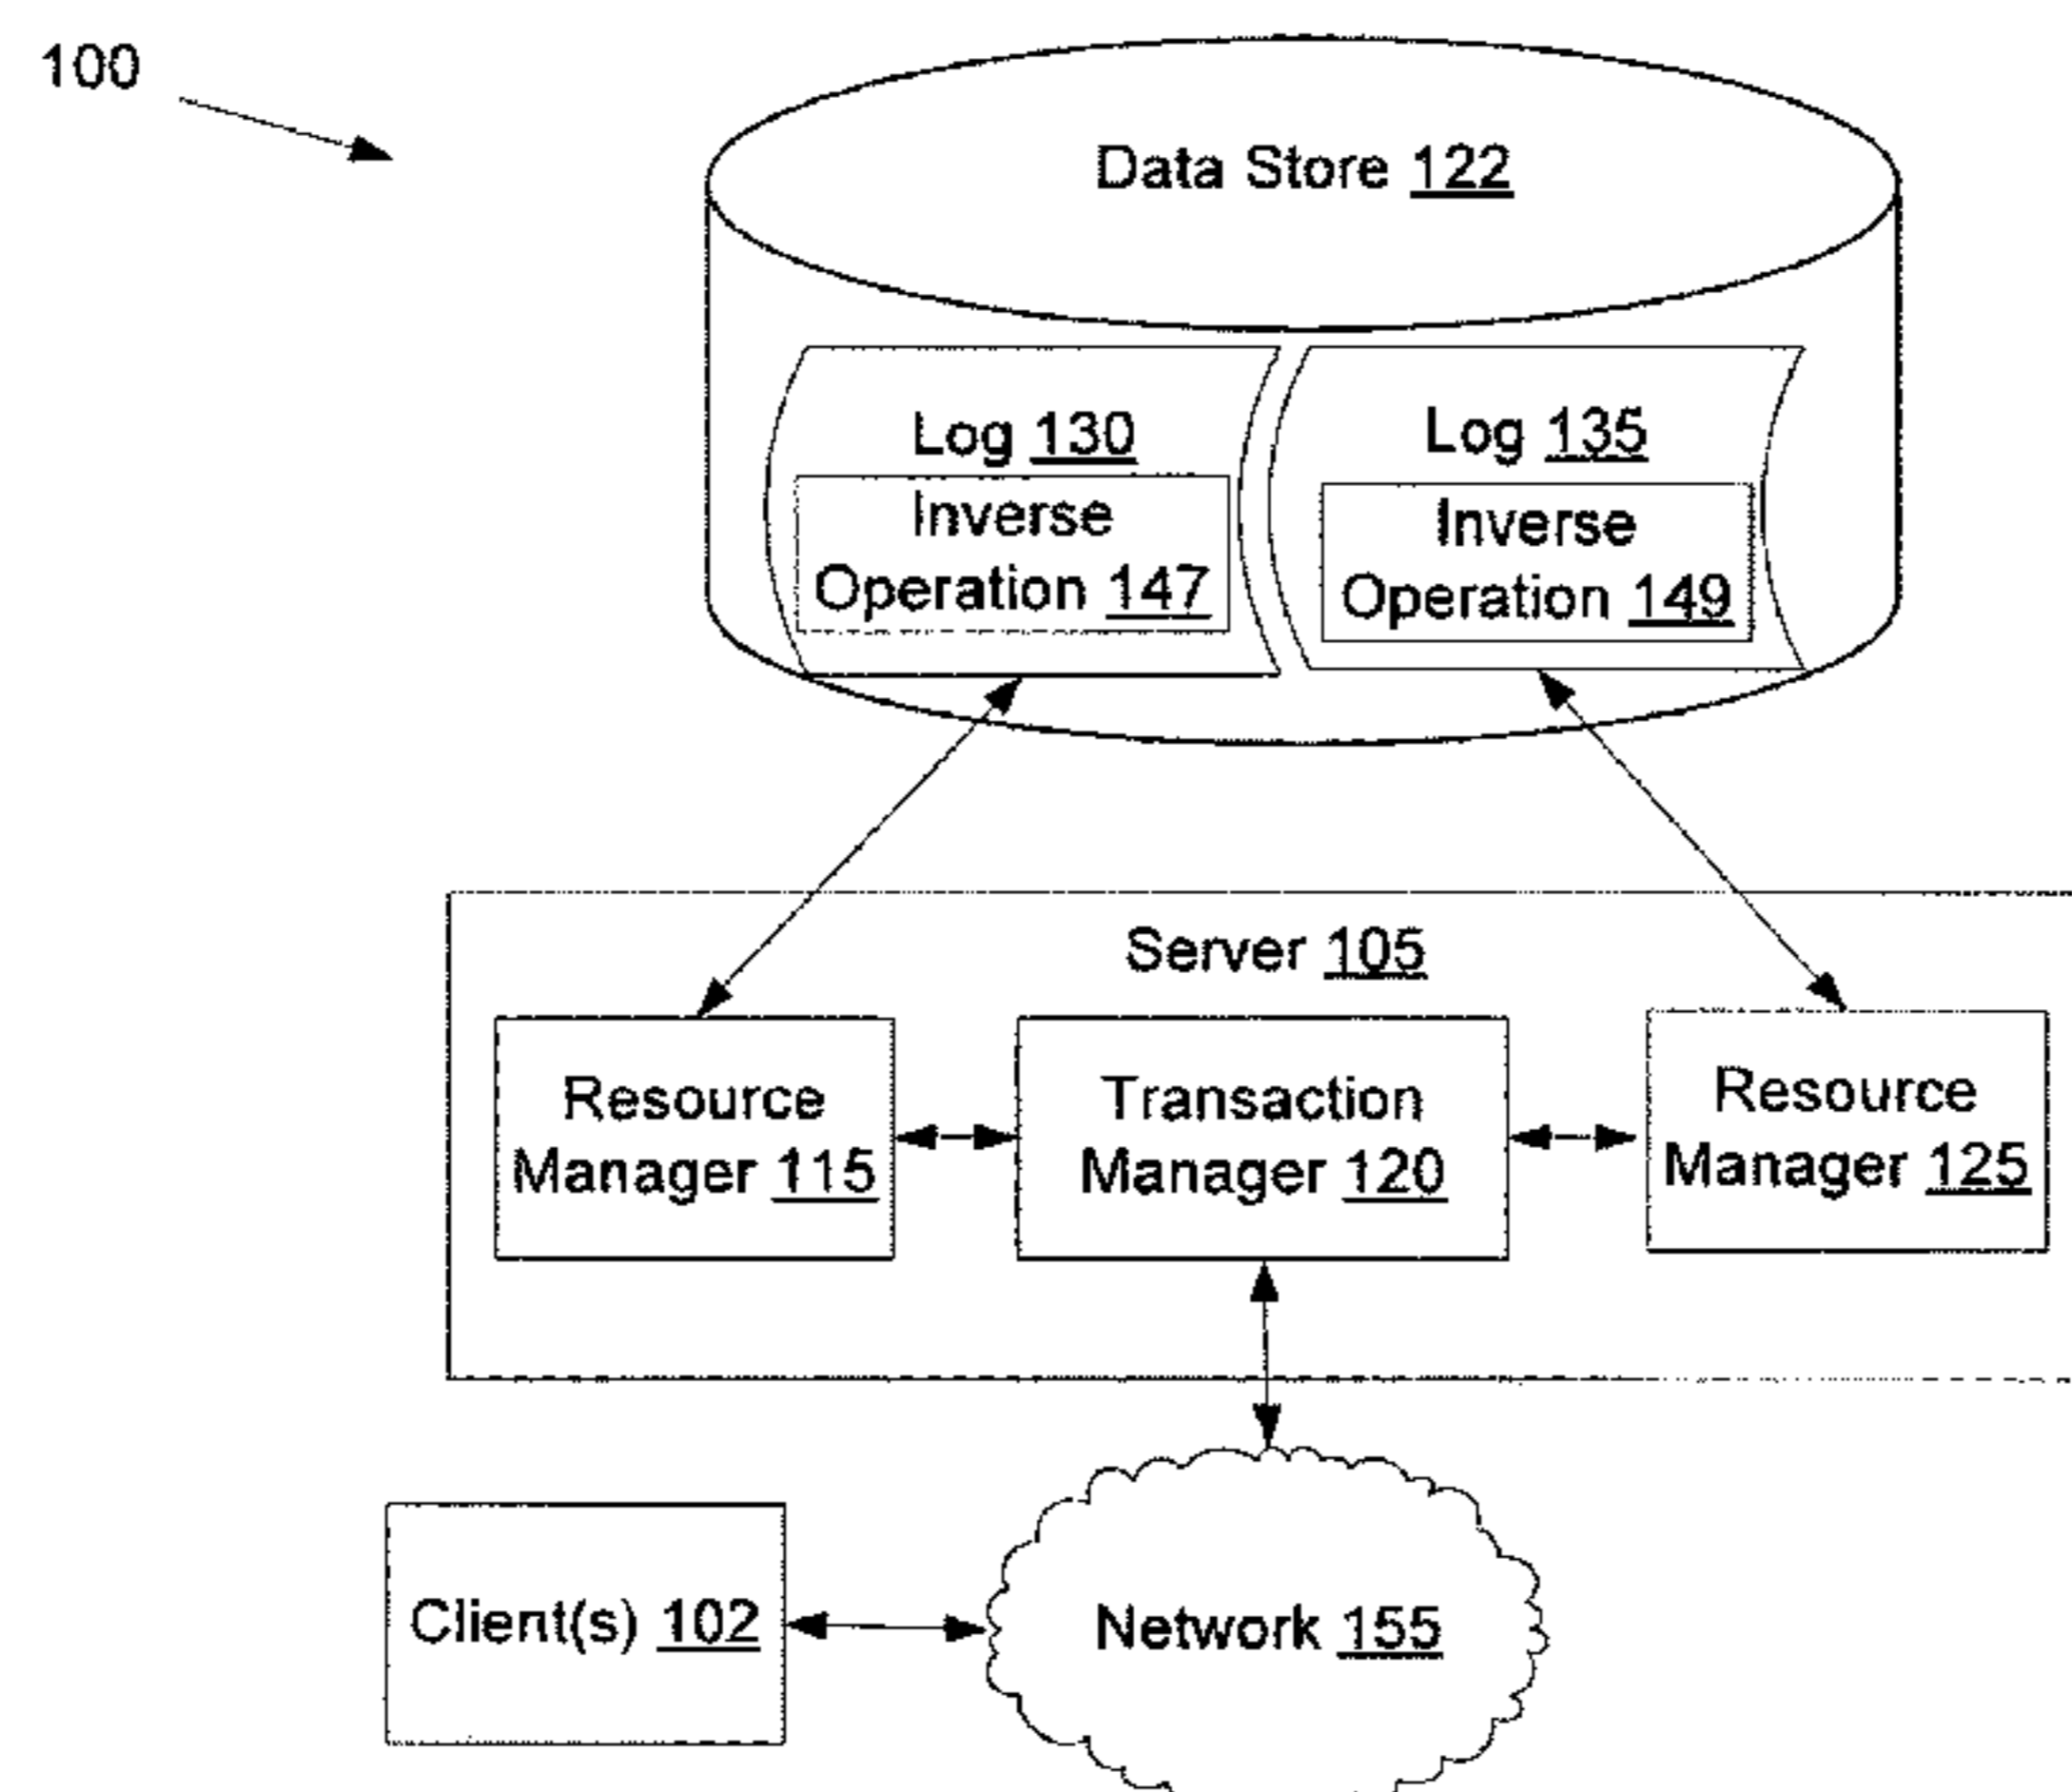 100
Data Store 122
Log 130
Inverse
Operation 147
Log 135
Inverse
Operation 149
Server 105
Resource
Manager 115
Transaction
Manager 120
Resource
Manager 125
Client(s) 102
Network 155